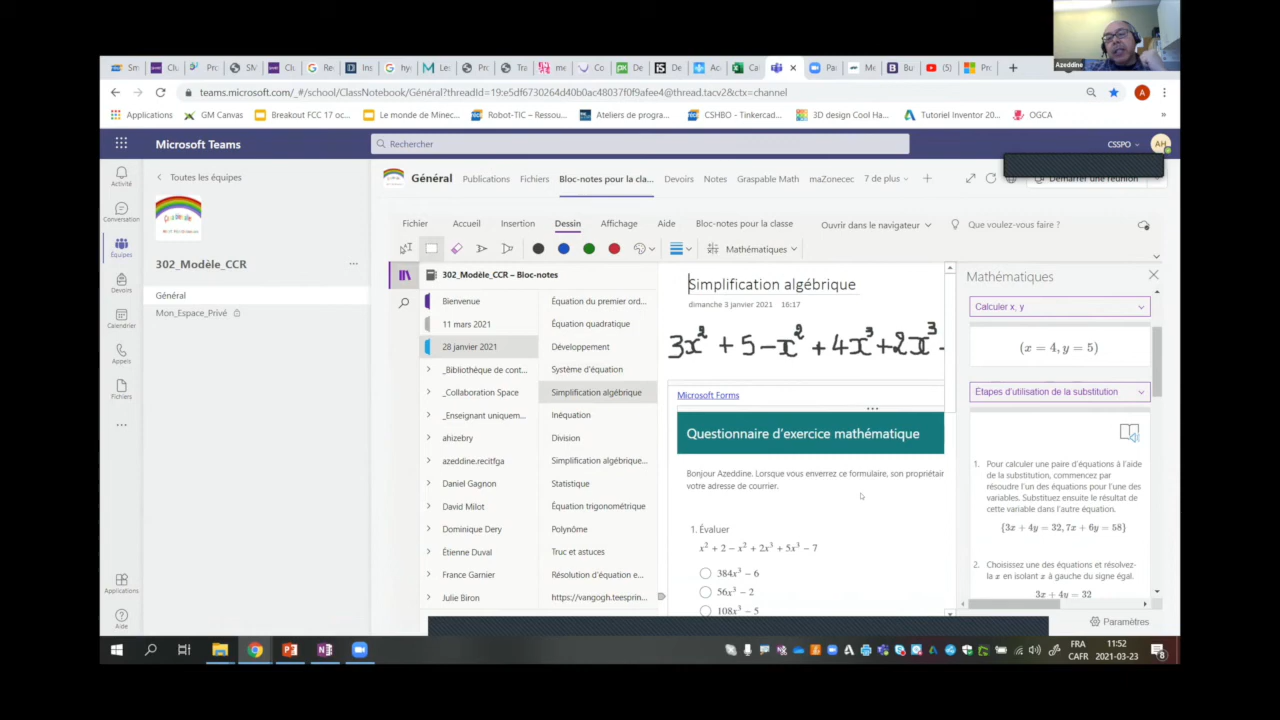 Azeddine
teams.microsoft.com/_#/school/ClassNotebook/Général?threadId=19:e5df6730264d40b0ac48037f0f9afee4@thread.tacv2&ctx=channel
Applications GM Canvas Breakout FCC 17 oc... Le monde de Minec... Robot-TIC – Ressou... Ateliers de progra... CSHBO - Tinkercad... 3D design Cool Ha... Tutoriel Inventor 20... OGCA
Microsoft Teams
Rechercher
CSSPO
AH
Activité
Conversation
Équipes
Devoirs
Calendrier
Appels
Fichiers
Applications
Aide
Toutes les équipes
302_Modèle_CCR
Général
Mon_Espace_Privé
Général Publications Fichiers Bloc-notes pour la cla... Devoirs Notes Graspable Math maZonecec 7 de plus
Démarrer une réunion
Fichier Accueil Insertion Dessin Affichage Aide Bloc-notes pour la classe Ouvrir dans le navigateur Que voulez-vous faire ?
Mathématiques
302_Modèle_CCR – Bloc-notes
Bienvenue
11 mars 2021
28 janvier 2021
_Bibliothèque de cont...
_Collaboration Space
_Enseignant uniquem...
ahizebry
azeddine.recitfga
Daniel Gagnon
David Milot
Dominique Dery
Étienne Duval
France Garnier
Julie Biron
Équation du premier ord...
Équation quadratique
Développement
Système d'équation
Simplification algébrique
Inéquation
Division
Simplification algébrique...
Statistique
Équation trigonométrique
Polynôme
Truc et astuces
Résolution d'équation e...
https://vangogh.teesprin...
Simplification algébrique
dimanche 3 janvier 2021 16:17
3x² + 5 – x² + 4x³ + 2x³ -
Microsoft Forms
Questionnaire d'exercice mathématique
Bonjour Azeddine. Lorsque vous enverrez ce formulaire, son propriétair
votre adresse de courrier.
1. Évaluer
x² + 2 − x² + 2x³ + 5x³ − 7
384x³ − 6
56x³ − 2
108x³ − 5
Mathématiques
Calculer x, y
(x = 4, y = 5)
Étapes d'utilisation de la substitution
1. Pour calculer une paire d'équations à l'aide
de la substitution, commencez par
résoudre l'un des équations pour l'une des
variables. Substituez ensuite le résultat de
cette variable dans l'autre équation.
{3x + 4y = 32, 7x + 6y = 58}
2. Choisissez une des équations et résolvez-
la x en isolant x à gauche du signe égal.
3x + 4y = 32
Paramètres
FRA 11:52
CAFR 2021-03-23
8